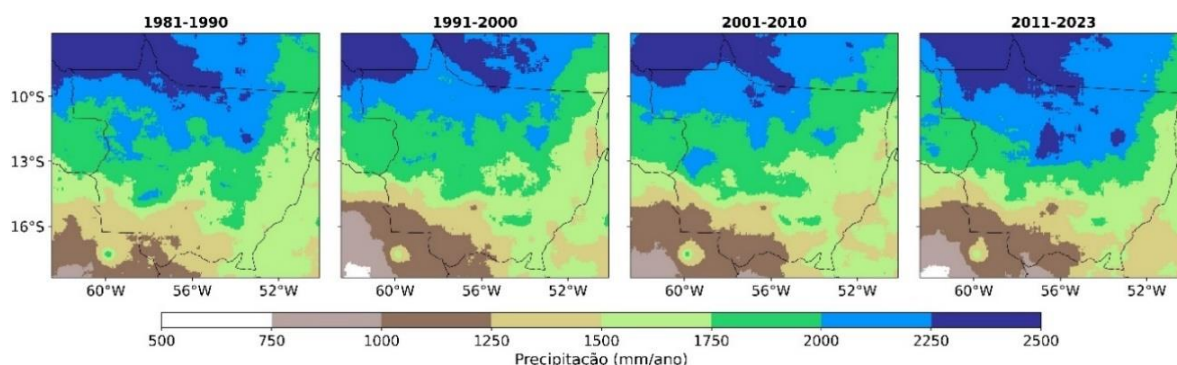 1981-1990 1991-2000 2001-2010 2011-2023
10°S
13°S
16°S
60°W 56°W 52°W 60°W 56°W 52°W 60°W 56°W 52°W 60°W 56°W 52°W
500 750 1000 1250 1500 1750 2000 2250 2500
Precipitação (mm/ano)